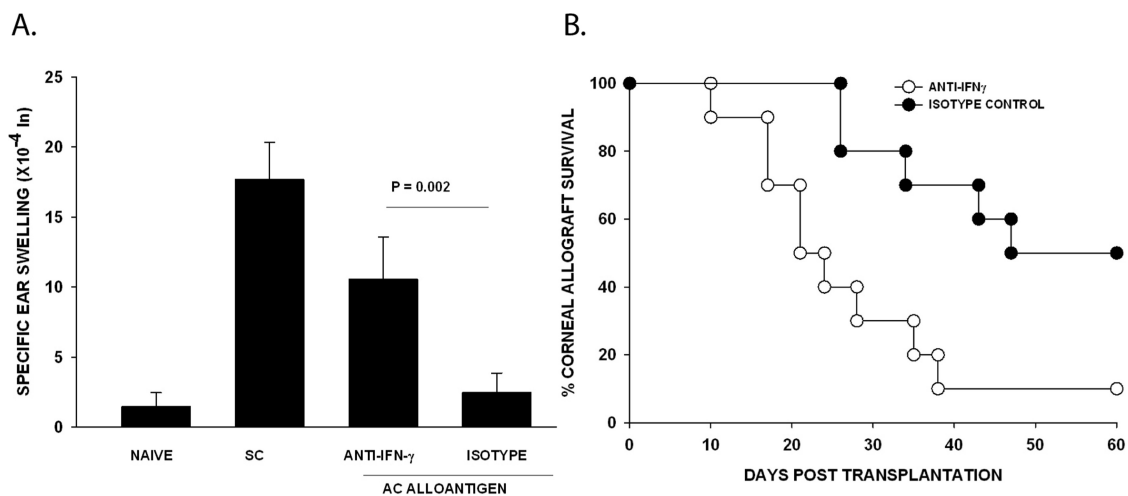 A.
SPECIFIC EAR SWELLING (X10⁻⁴ In)
25
20
15
10
5
0
P = 0.002
NAIVE SC ANTI-IFN-γ ISOTYPE
AC ALLOANTIGEN
B.
% CORNEAL ALLOGRAFT SURVIVAL
100
80
60
40
20
0
ANTI-IFNγ
ISOTYPE CONTROL
0 10 20 30 40 50 60
DAYS POST TRANSPLANTATION